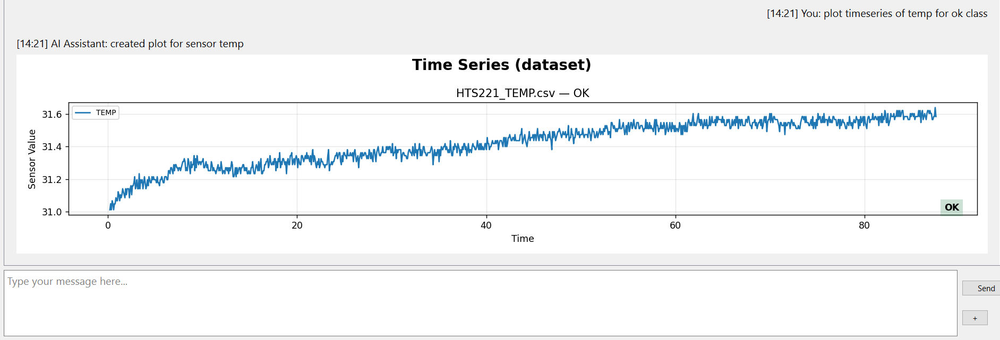 [14:21] You: plot timeseries of temp for ok class
[14:21] AI Assistant: created plot for sensor temp
Time Series (dataset)
HTS221_TEMP.csv — OK
TEMP
Sensor Value
31.6
31.4
31.2
31.0
OK
0 20 40 60 80
Time
Type your message here...
Send
+